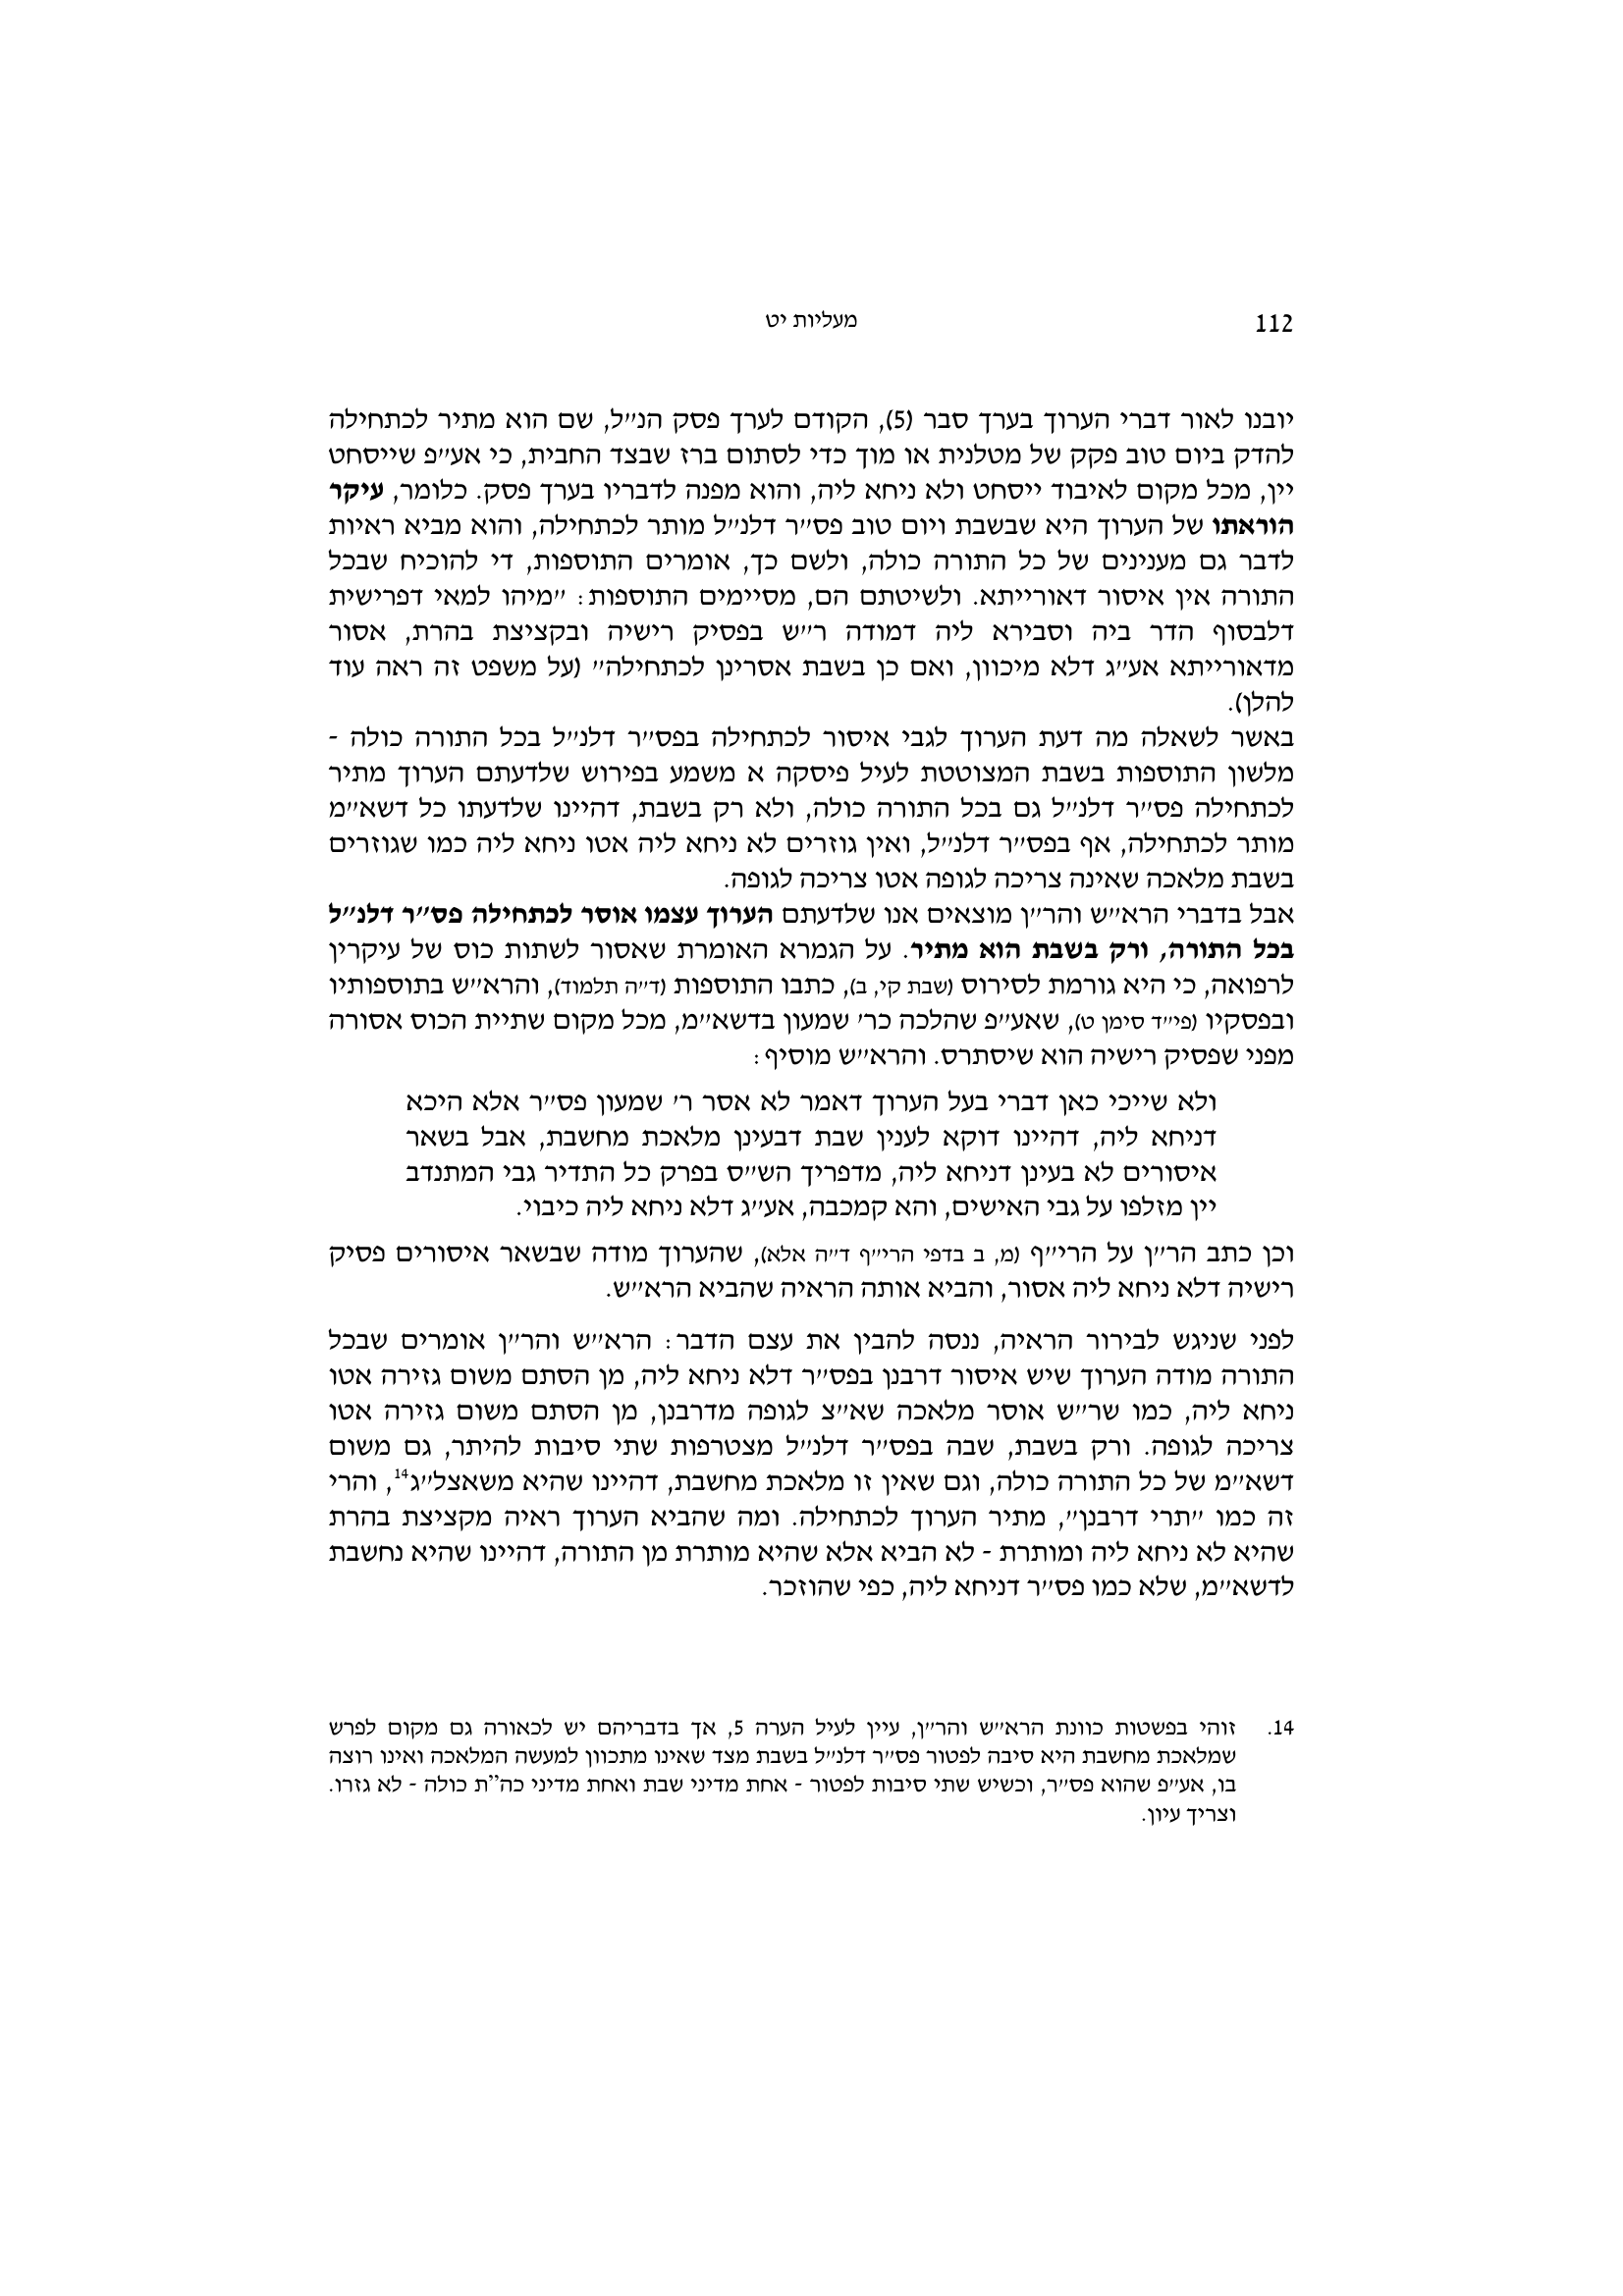 112
מעליות יט
יובנו לאור דברי הערוך בערך סבר (5), הקודם לערך פסק הנ״ל, שם הוא מתיר לכתחילה
להדק ביום טוב פקק של מטלנית או מוך כדי לסתום ברז שבצד החבית, כי אע״פ שייסחט
יין, מכל מקום לאיבוד ייסחט ולא ניחא ליה, והוא מפנה לדבריו בערך פסק. כלומר, עיקר
הוראתו של הערוך היא שבשבת ויום טוב פס״ר דלנ״ל מותר לכתחילה, והוא מביא ראיות
לדבר גם מענינים של כל התורה כולה, ולשם כך, אומרים התוספות, די להוכיח שבכל
התורה אין איסור דאורייתא. ולשיטתם הם, מסיימים התוספות: ״מיהו למאי דפרישית
דלבסוף הדר ביה וסבירא ליה דמודה ר״ש בפסיק רישיה ובקציצת בהרת, אסור
מדאורייתא אע״ג דלא מיכוון, ואם כן בשבת אסרינן לכתחילה״ (על משפט זה ראה עוד
להלן).
באשר לשאלה מה דעת הערוך לגבי איסור לכתחילה בפס״ר דלנ״ל בכל התורה כולה -
מלשון התוספות בשבת המצוטטת לעיל פיסקה א משמע בפירוש שלדעתם הערוך מתיר
לכתחילה פס״ר דלנ״ל גם בכל התורה כולה, ולא רק בשבת, דהיינו שלדעתו כל דשא״מ
מותר לכתחילה, אף בפס״ר דלנ״ל, ואין גוזרים לא ניחא ליה אטו ניחא ליה כמו שגוזרים
בשבת מלאכה שאינה צריכה לגופה אטו צריכה לגופה.
אבל בדברי הרא״ש והר״ן מוצאים אנו שלדעתם הערוך עצמו אוסר לכתחילה פס״ר דלנ״ל
בכל התורה, ורק בשבת הוא מתיר. על הגמרא האומרת שאסור לשתות כוס של עיקרין
לרפואה, כי היא גורמת לסירוס (שבת קי, ב), כתבו התוספות (ד״ה תלמוד), והרא״ש בתוספותיו
ובפסקיו (פי״ד סימן ט), שאע״פ שהלכה כר׳ שמעון בדשא״מ, מכל מקום שתיית הכוס אסורה
מפני שפסיק רישיה הוא שיסתרס. והרא״ש מוסיף:
ולא שייכי כאן דברי בעל הערוך דאמר לא אסר ר׳ שמעון פס״ר אלא היכא
דניחא ליה, דהיינו דוקא לענין שבת דבעינן מלאכת מחשבת, אבל בשאר
איסורים לא בעינן דניחא ליה, מדפריך הש״ס בפרק כל התדיר גבי המתנדב
יין מזלפו על גבי האישים, והא קמכבה, אע״ג דלא ניחא ליה כיבוי.
וכן כתב הר״ן על הרי״ף (מ, ב בדפי הרי״ף ד״ה אלא), שהערוך מודה שבשאר איסורים פסיק
רישיה דלא ניחא ליה אסור, והביא אותה הראיה שהביא הרא״ש.
לפני שניגש לבירור הראיה, ננסה להבין את עצם הדבר: הרא״ש והר״ן אומרים שבכל
התורה מודה הערוך שיש איסור דרבנן בפס״ר דלא ניחא ליה, מן הסתם משום גזירה אטו
ניחא ליה, כמו שר״ש אוסר מלאכה שא״צ לגופה מדרבנן, מן הסתם משום גזירה אטו
צריכה לגופה. ורק בשבת, שבה בפס״ר דלנ״ל מצטרפות שתי סיבות להיתר, גם משום
דשא״מ של כל התורה כולה, וגם שאין זו מלאכת מחשבת, דהיינו שהיא משאצל״ג14, והרי
זה כמו ״תרי דרבנן״, מתיר הערוך לכתחילה. ומה שהביא הערוך ראיה מקציצת בהרת
שהיא לא ניחא ליה ומותרת - לא הביא אלא שהיא מותרת מן התורה, דהיינו שהיא נחשבת
לדשא״מ, שלא כמו פס״ר דניחא ליה, כפי שהוזכר.
14. זוהי בפשטות כוונת הרא״ש והר״ן, עיין לעיל הערה 5, אך בדבריהם יש לכאורה גם מקום לפרש
שמלאכת מחשבת היא סיבה לפטור פס״ר דלנ״ל בשבת מצד שאינו מתכוון למעשה המלאכה ואינו רוצה
בו, אע״פ שהוא פס״ר, וכשיש שתי סיבות לפטור - אחת מדיני שבת ואחת מדיני כה״ת כולה - לא גזרו.
וצריך עיון.